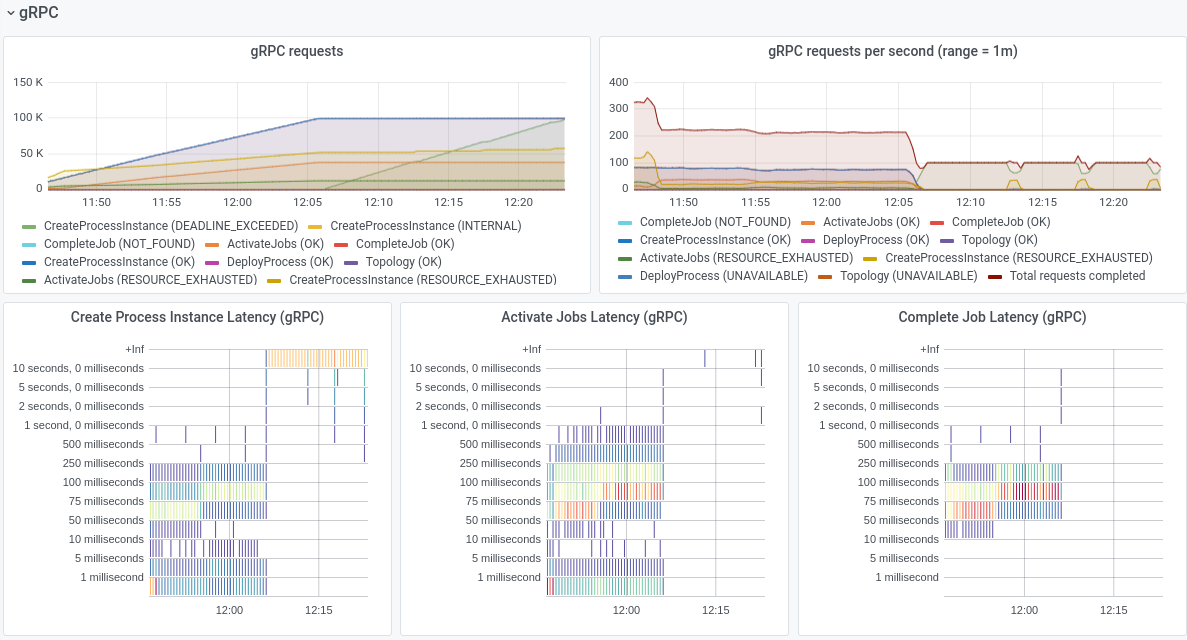 gRPC
gRPC requests
150 K
100 K
50 K
0
11:50 11:55 12:00 12:05 12:10 12:15 12:20
CreateProcessInstance (DEADLINE_EXCEEDED) CreateProcessInstance (INTERNAL)
CompleteJob (NOT_FOUND) ActivateJobs (OK) CompleteJob (OK)
CreateProcessInstance (OK) DeployProcess (OK) Topology (OK)
ActivateJobs (RESOURCE_EXHAUSTED) CreateProcessInstance (RESOURCE_EXHAUSTED)
gRPC requests per second (range = 1m)
400
300
200
100
0
11:50 11:55 12:00 12:05 12:10 12:15 12:20
CompleteJob (NOT_FOUND) ActivateJobs (OK) CompleteJob (OK)
CreateProcessInstance (OK) DeployProcess (OK) Topology (OK)
ActivateJobs (RESOURCE_EXHAUSTED) CreateProcessInstance (RESOURCE_EXHAUSTED)
DeployProcess (UNAVAILABLE) Topology (UNAVAILABLE) Total requests completed
Create Process Instance Latency (gRPC)
+Inf
10 seconds, 0 milliseconds
5 seconds, 0 milliseconds
2 seconds, 0 milliseconds
1 second, 0 milliseconds
500 milliseconds
250 milliseconds
100 milliseconds
75 milliseconds
50 milliseconds
10 milliseconds
5 milliseconds
1 millisecond
12:00 12:15
Activate Jobs Latency (gRPC)
+Inf
10 seconds, 0 milliseconds
5 seconds, 0 milliseconds
2 seconds, 0 milliseconds
1 second, 0 milliseconds
500 milliseconds
250 milliseconds
100 milliseconds
75 milliseconds
50 milliseconds
10 milliseconds
5 milliseconds
1 millisecond
12:00 12:15
Complete Job Latency (gRPC)
+Inf
10 seconds, 0 milliseconds
5 seconds, 0 milliseconds
2 seconds, 0 milliseconds
1 second, 0 milliseconds
500 milliseconds
250 milliseconds
100 milliseconds
75 milliseconds
50 milliseconds
10 milliseconds
5 milliseconds
1 millisecond
12:00 12:15